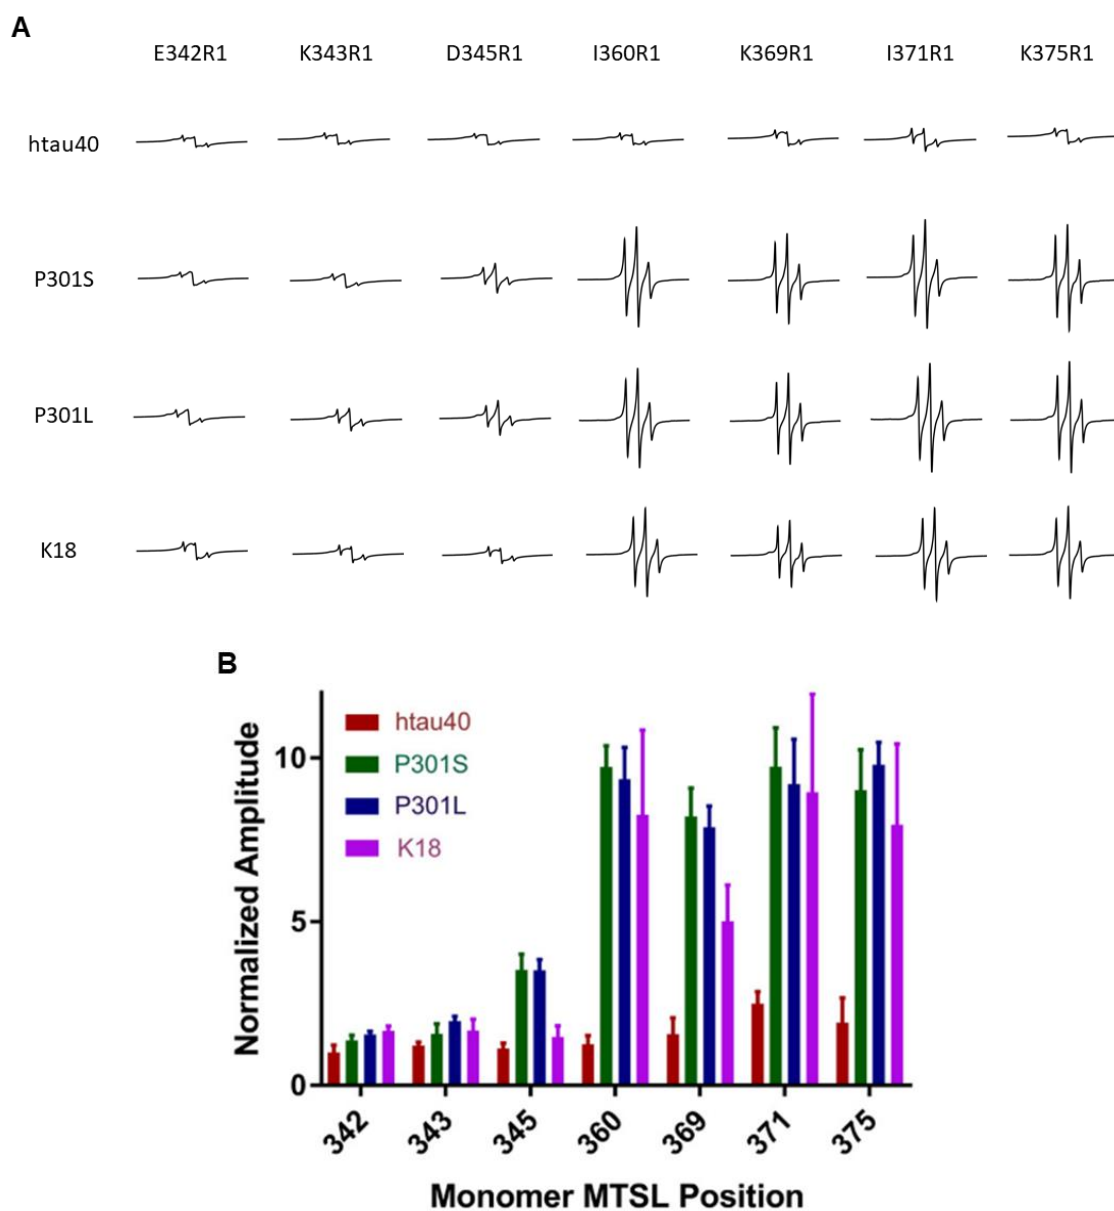 A
E342R1 K343R1 D345R1 I360R1 K369R1 I371R1 K375R1
htau40
P301S
P301L
K18
B
htau40
P301S
P301L
K18
Normalized Amplitude
10
5
0
342 343 345 360 369 371 375
Monomer MTSL Position